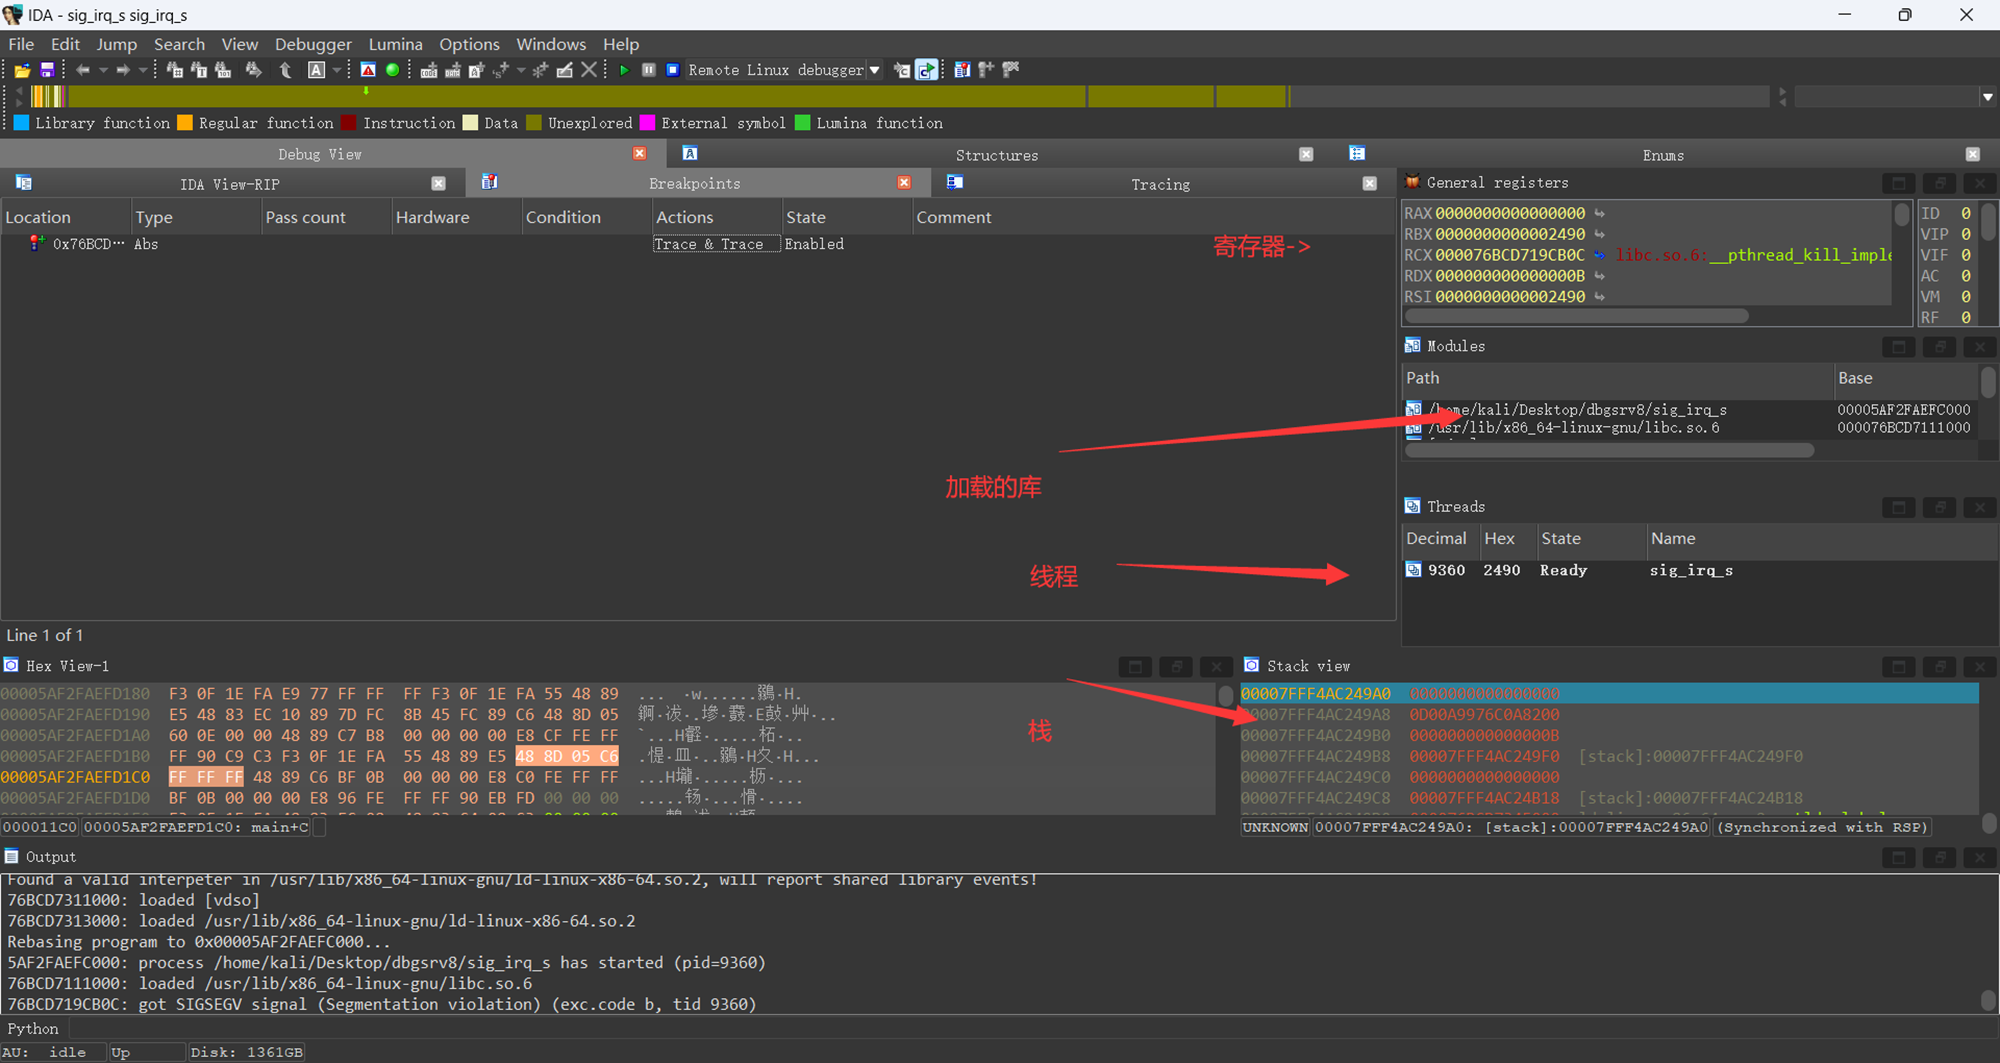 IDA - sig_irq_s sig_irq_s
File Edit Jump Search View Debugger Lumina Options Windows Help
Remote Linux debugger
Library function Regular function Instruction Data Unexplored External symbol Lumina function
Debug View Structures Enums
IDA View-RIP Breakpoints Tracing
Location Type Pass count Hardware Condition Actions State Comment
0x76BCD… Abs Trace & Trace Enabled
寄存器->
加载的库
线程
栈
Line 1 of 1
General registers
RAX 0000000000000000
RBX 0000000000002490
RCX 000076BCD719CB0C libc.so.6:__pthread_kill_imple
RDX 000000000000000B
RSI 0000000000002490
ID 0
VIP 0
VIF 0
AC 0
VM 0
RF 0
Modules
Path Base
/home/kali/Desktop/dbgsrv8/sig_irq_s 00005AF2FAEFC000
/usr/lib/x86_64-linux-gnu/libc.so.6 000076BCD7111000
Threads
Decimal Hex State Name
9360 2490 Ready sig_irq_s
Hex View-1
00005AF2FAEFD180 F3 0F 1E FA E9 77 FF FF FF F3 0F 1E FA 55 48 89
00005AF2FAEFD190 E5 48 83 EC 10 89 7D FC 8B 45 FC 89 C6 48 8D 05
00005AF2FAEFD1A0 60 0E 00 00 48 89 C7 B8 00 00 00 00 E8 CF FE FF
00005AF2FAEFD1B0 FF 90 C9 C3 F3 0F 1E FA 55 48 89 E5 48 8D 05 C6
00005AF2FAEFD1C0 FF FF FF 48 89 C6 BF 0B 00 00 00 E8 C0 FE FF FF
00005AF2FAEFD1D0 BF 0B 00 00 00 E8 96 FE FF FF 90 EB FD 00 00 00
000011C0 00005AF2FAEFD1C0: main+C
Stack view
00007FFF4AC249A0 0000000000000000
00007FFF4AC249A8 0D00A9976C0A8200
00007FFF4AC249B0 000000000000000B
00007FFF4AC249B8 00007FFF4AC249F0 [stack]:00007FFF4AC249F0
00007FFF4AC249C0 0000000000000000
00007FFF4AC249C8 00007FFF4AC24B18 [stack]:00007FFF4AC24B18
UNKNOWN 00007FFF4AC249A0: [stack]:00007FFF4AC249A0 (Synchronized with RSP)
Output
Found a valid interpeter in /usr/lib/x86_64-linux-gnu/ld-linux-x86-64.so.2, will report shared library events!
76BCD7311000: loaded [vdso]
76BCD7313000: loaded /usr/lib/x86_64-linux-gnu/ld-linux-x86-64.so.2
Rebasing program to 0x00005AF2FAEFC000...
5AF2FAEFC000: process /home/kali/Desktop/dbgsrv8/sig_irq_s has started (pid=9360)
76BCD7111000: loaded /usr/lib/x86_64-linux-gnu/libc.so.6
76BCD719CB0C: got SIGSEGV signal (Segmentation violation) (exc.code b, tid 9360)
Python
AU: idle Up Disk: 1361GB